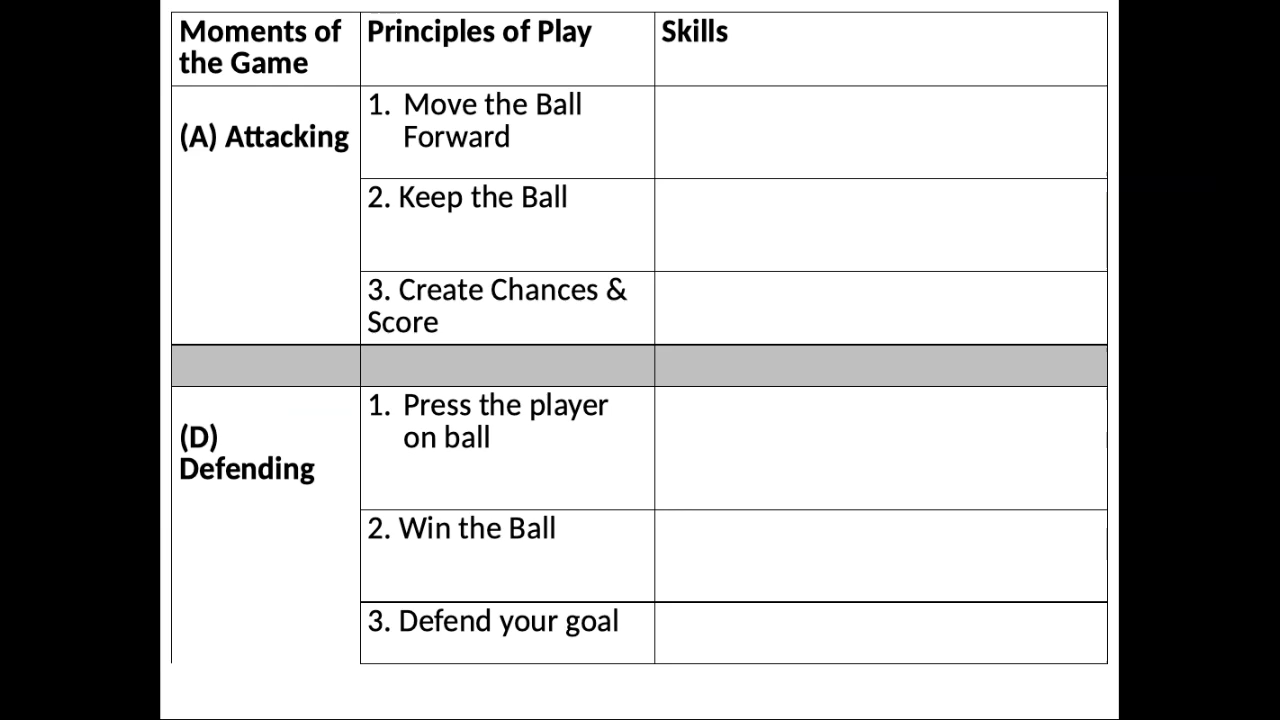 Moments of
the Game
Principles of Play
Skills
(A) Attacking
1. Move the Ball
Forward
2. Keep the Ball
3. Create Chances &
Score
(D)
Defending
1. Press the player
on ball
2. Win the Ball
3. Defend your goal